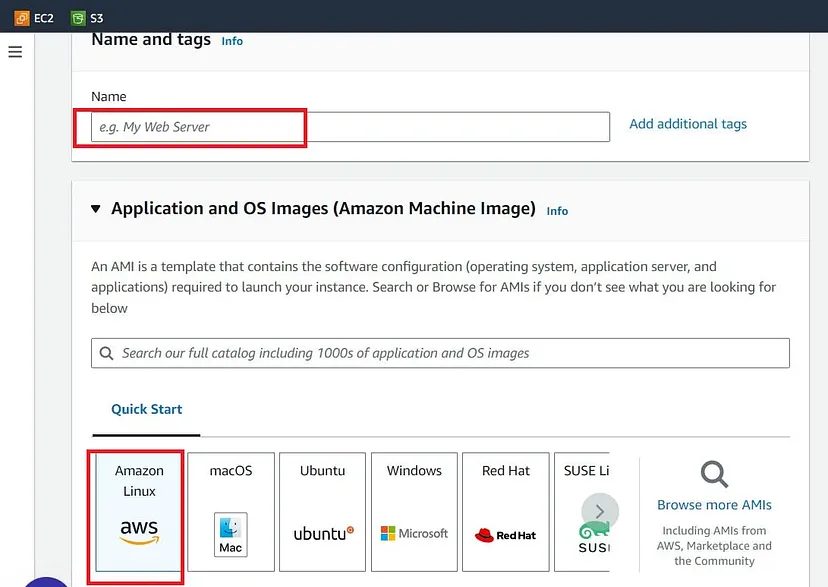 EC2 S3
Name and tags Info
Name
e.g. My Web Server
Add additional tags
Application and OS Images (Amazon Machine Image) Info
An AMI is a template that contains the software configuration (operating system, application server, and
applications) required to launch your instance. Search or Browse for AMIs if you don’t see what you are looking for
below
Search our full catalog including 1000s of application and OS images
Quick Start
Amazon
Linux
aws
macOS
Mac
Ubuntu
ubuntu
Windows
Microsoft
Red Hat
Red Hat
SUSE Li
SUS
Browse more AMIs
Including AMIs from
AWS, Marketplace and
the Community